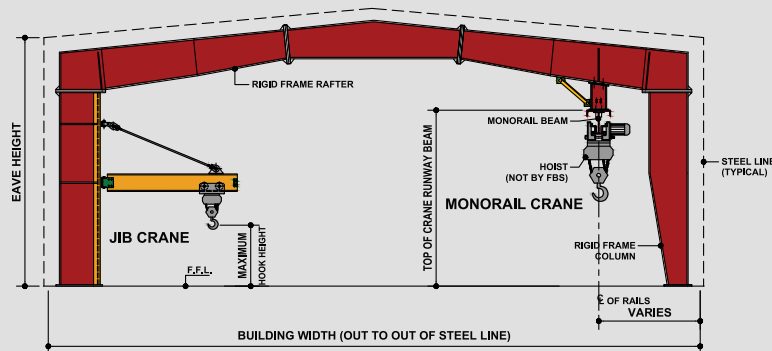 RIGID FRAME RAFTER
MONORAIL BEAM
HOIST
(NOT BY FBS)
MONORAIL CRANE
STEEL LINE
(TYPICAL)
EAVE HEIGHT
TOP OF CRANE RUNWAY BEAM
JIB CRANE
MAXIMUM
HOOK HEIGHT
F.F.L.
RIGID FRAME
COLUMN
℄ OF RAILS
VARIES
BUILDING WIDTH (OUT TO OUT OF STEEL LINE)